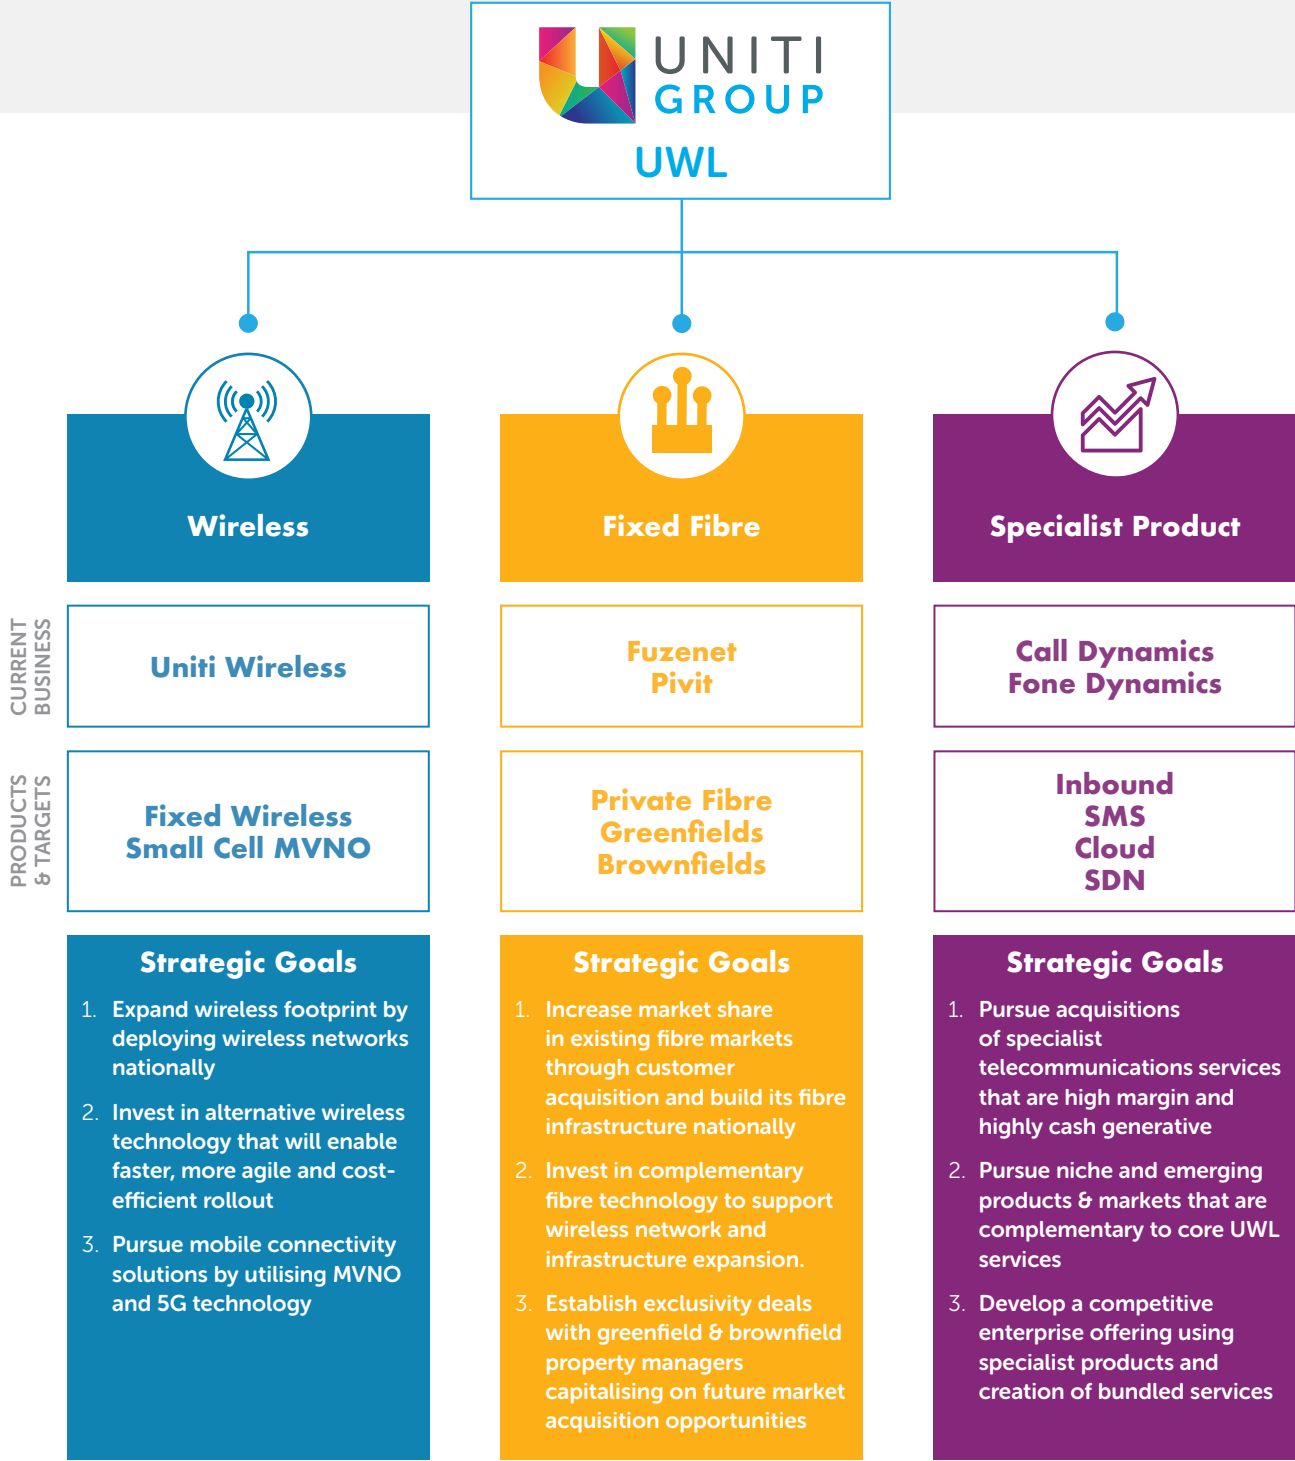 UNITI
GROUP
UWL
Wireless
Fixed Fibre
Specialist Product
CURRENT
BUSINESS
Uniti Wireless
Fuzenet
Pivit
Call Dynamics
Fone Dynamics
PRODUCTS
& TARGETS
Fixed Wireless
Small Cell MVNO
Private Fibre
Greenfields
Brownfields
Inbound
SMS
Cloud
SDN
Strategic Goals
1. Expand wireless footprint by
deploying wireless networks
nationally
2. Invest in alternative wireless
technology that will enable
faster, more agile and cost-
efficient rollout
3. Pursue mobile connectivity
solutions by utilising MVNO
and 5G technology
Strategic Goals
1. Increase market share
in existing fibre markets
through customer
acquisition and build its fibre
infrastructure nationally
2. Invest in complementary
fibre technology to support
wireless network and
infrastructure expansion.
3. Establish exclusivity deals
with greenfield & brownfield
property managers
capitalising on future market
acquisition opportunities
Strategic Goals
1. Pursue acquisitions
of specialist
telecommunications services
that are high margin and
highly cash generative
2. Pursue niche and emerging
products & markets that are
complementary to core UWL
services
3. Develop a competitive
enterprise offering using
specialist products and
creation of bundled services